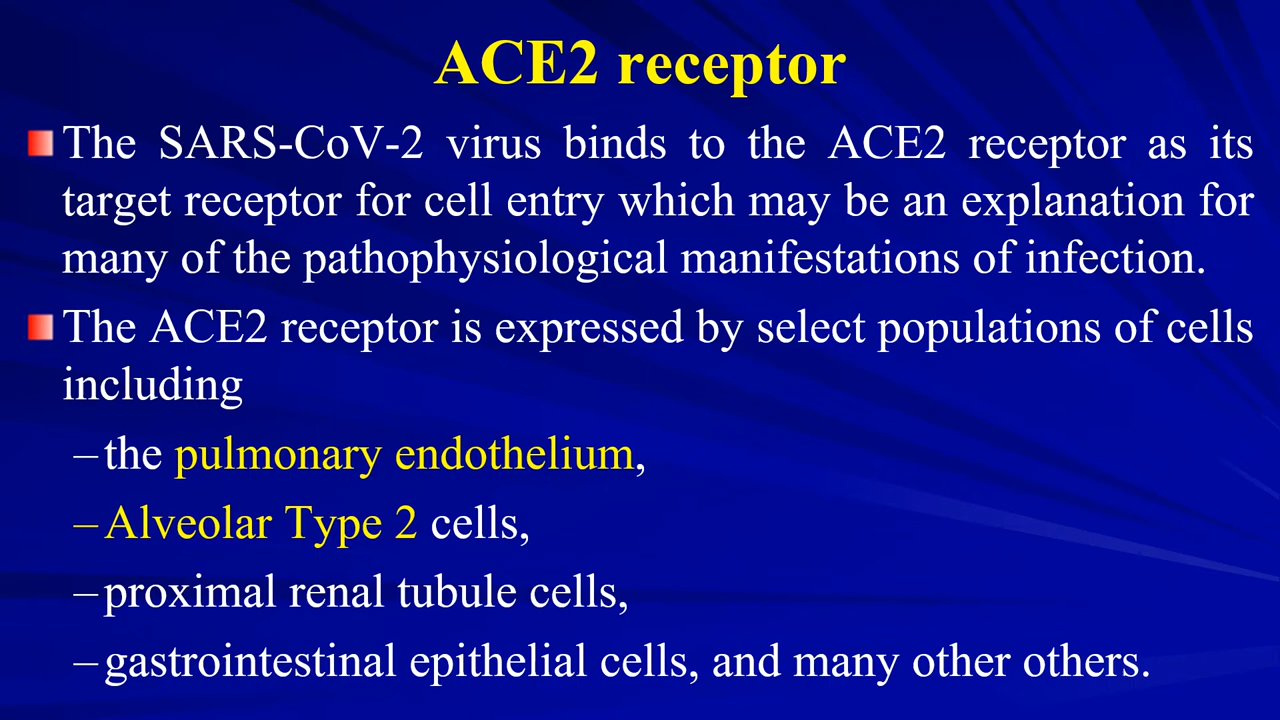 ACE2 receptor
The SARS-CoV-2 virus binds to the ACE2 receptor as its
target receptor for cell entry which may be an explanation for
many of the pathophysiological manifestations of infection.
The ACE2 receptor is expressed by select populations of cells
including
–the pulmonary endothelium,
–Alveolar Type 2 cells,
–proximal renal tubule cells,
–gastrointestinal epithelial cells, and many other others.